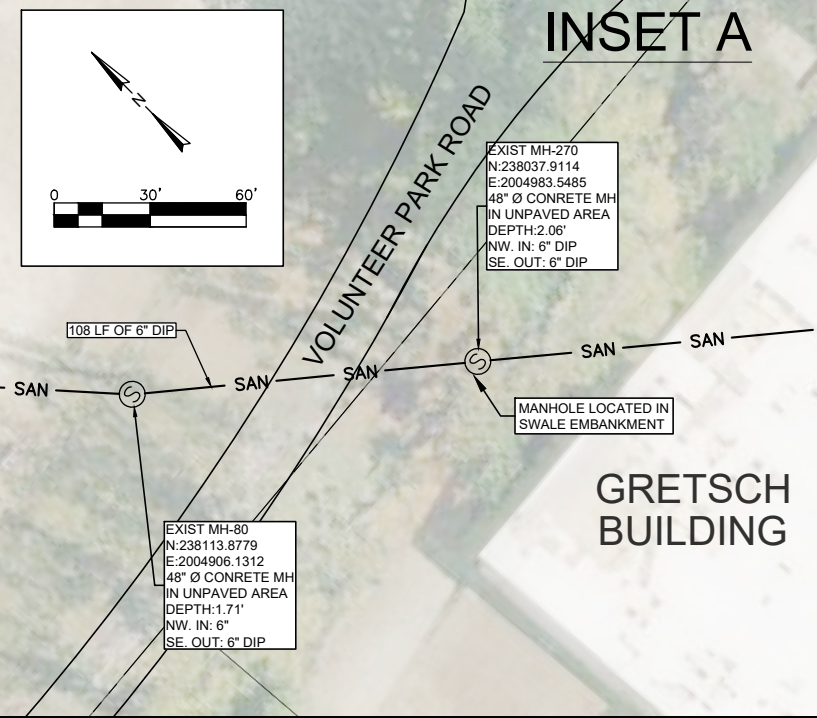 INSET A
N
0 30' 60'
VOLUNTEER PARK ROAD
EXIST MH-270
N:238037.9114
E:2004983.5485
48" Ø CONRETE MH
IN UNPAVED AREA
DEPTH:2.06'
NW. IN: 6" DIP
SE. OUT: 6" DIP
108 LF OF 6" DIP
SAN S SAN SAN S SAN SAN
MANHOLE LOCATED IN
SWALE EMBANKMENT
GRETSCH
BUILDING
EXIST MH-80
N:238113.8779
E:2004906.1312
48" Ø CONRETE MH
IN UNPAVED AREA
DEPTH:1.71'
NW. IN: 6"
SE. OUT: 6" DIP